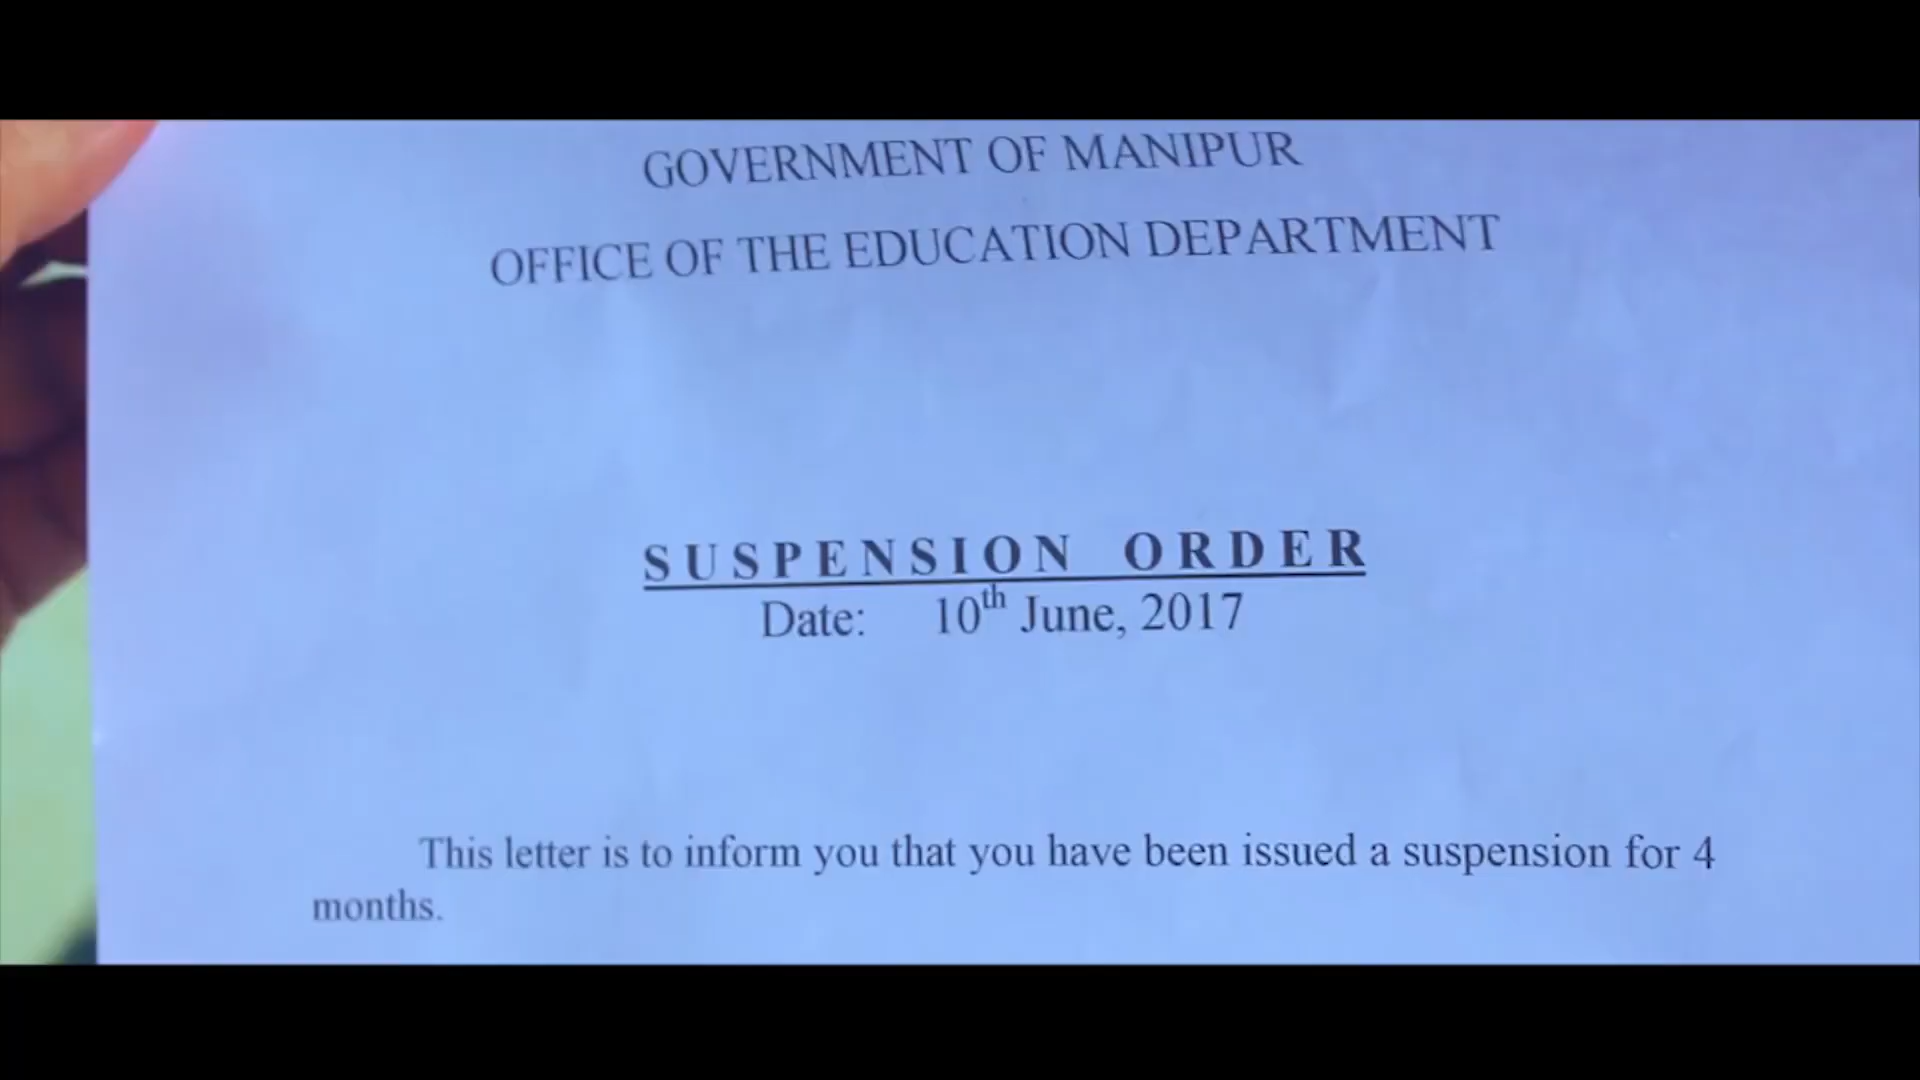 GOVERNMENT OF MANIPUR
OFFICE OF THE EDUCATION DEPARTMENT
SUSPENSION ORDER
Date: 10th June, 2017
This letter is to inform you that you have been issued a suspension for 4
months.